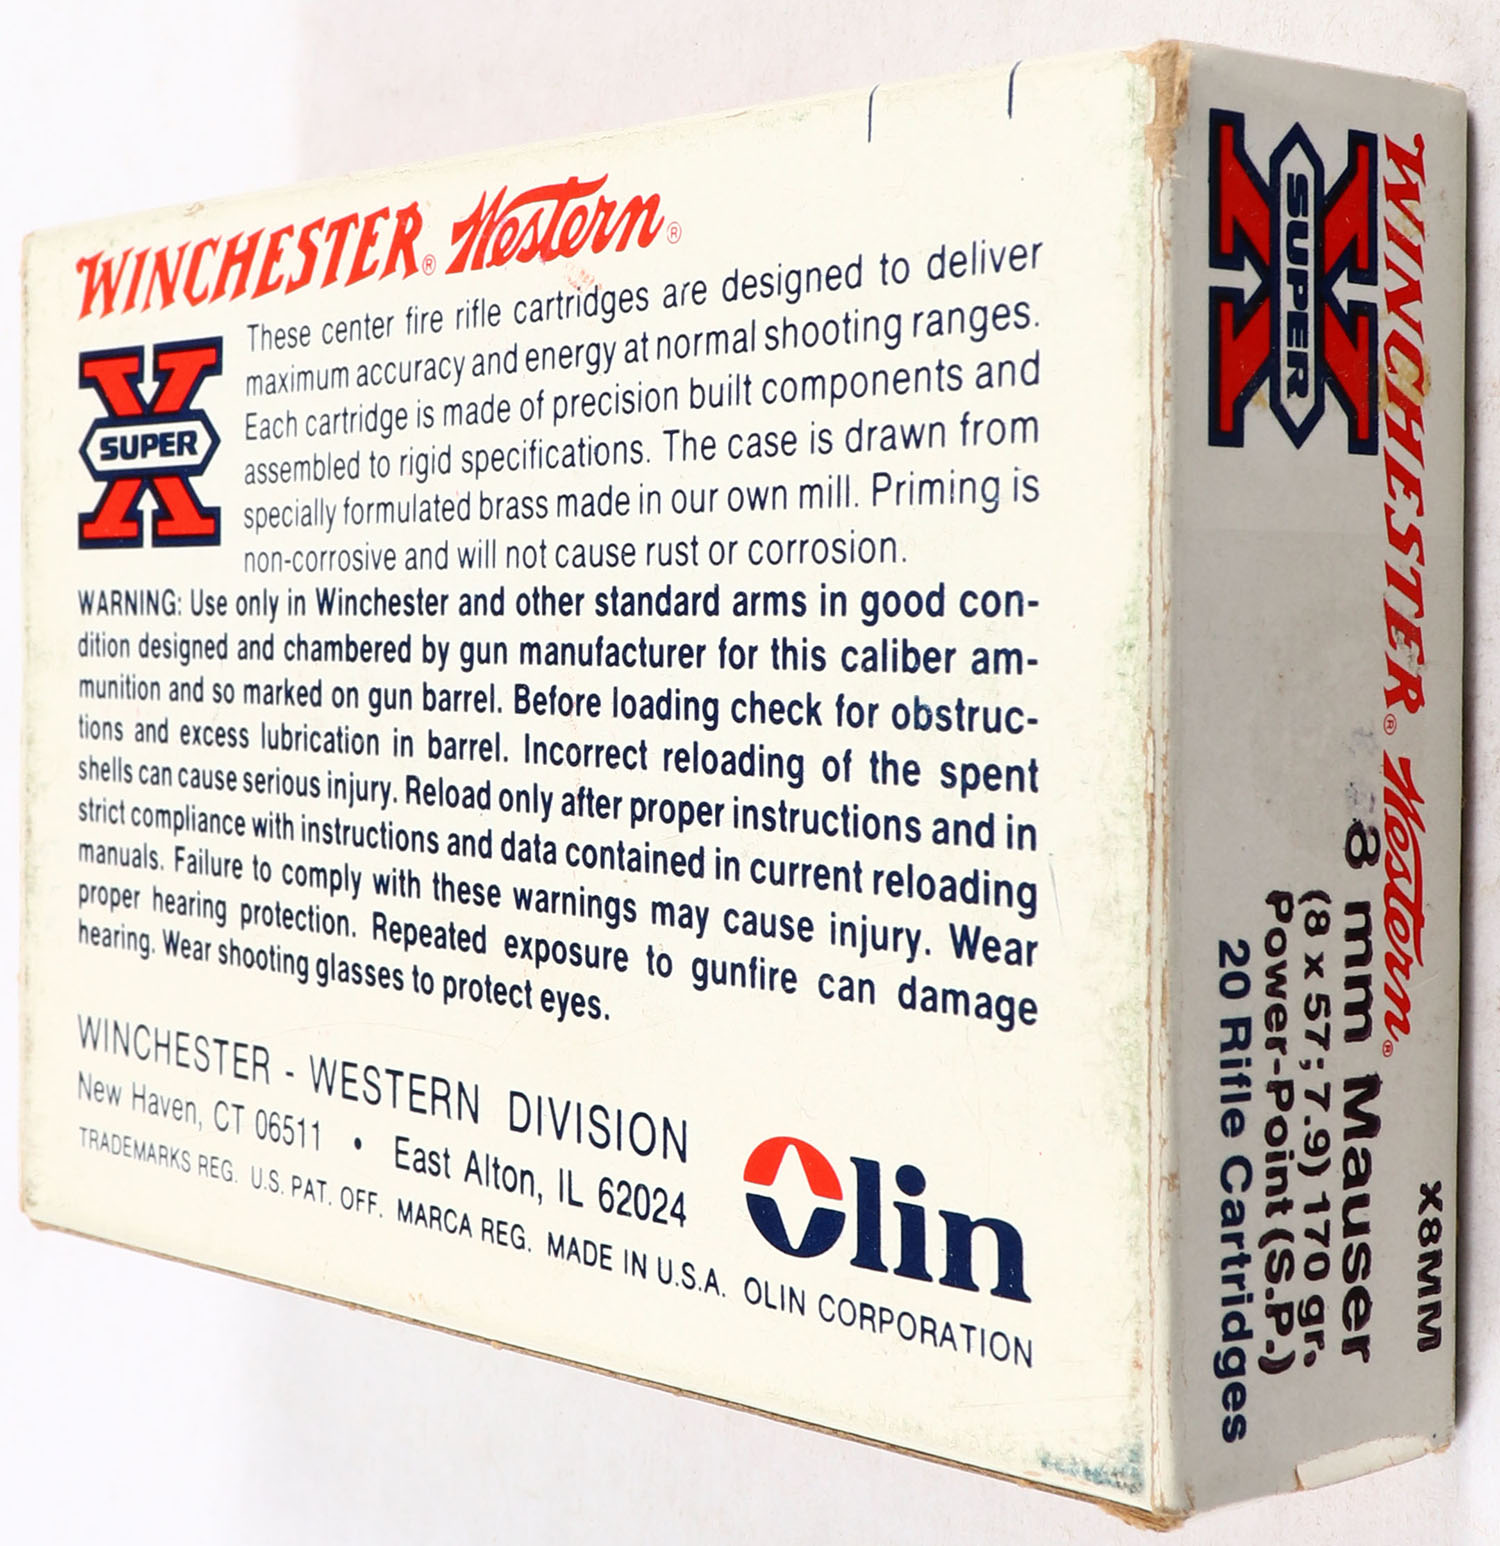 WINCHESTER® Western®
SUPER X
These center fire rifle cartridges are designed to deliver
maximum accuracy and energy at normal shooting ranges.
Each cartridge is made of precision built components and
assembled to rigid specifications. The case is drawn from
specially formulated brass made in our own mill. Priming is
non-corrosive and will not cause rust or corrosion.
WARNING: Use only in Winchester and other standard arms in good con-
dition designed and chambered by gun manufacturer for this caliber am-
munition and so marked on gun barrel. Before loading check for obstruc-
tions and excess lubrication in barrel. Incorrect reloading of the spent
shells can cause serious injury. Reload only after proper instructions and in
strict compliance with instructions and data contained in current reloading
manuals. Failure to comply with these warnings may cause injury. Wear
proper hearing protection. Repeated exposure to gunfire can damage
hearing. Wear shooting glasses to protect eyes.
WINCHESTER - WESTERN DIVISION
New Haven, CT 06511 • East Alton, IL 62024
Olin
TRADEMARKS REG. U.S. PAT. OFF. MARCA REG. MADE IN U.S.A. OLIN CORPORATION
X8MM
WINCHESTER® Western®
SUPER X
8 mm Mauser
(8 x 57; 7.9) 170 gr.
Power-Point (S.P.)
20 Rifle Cartridges